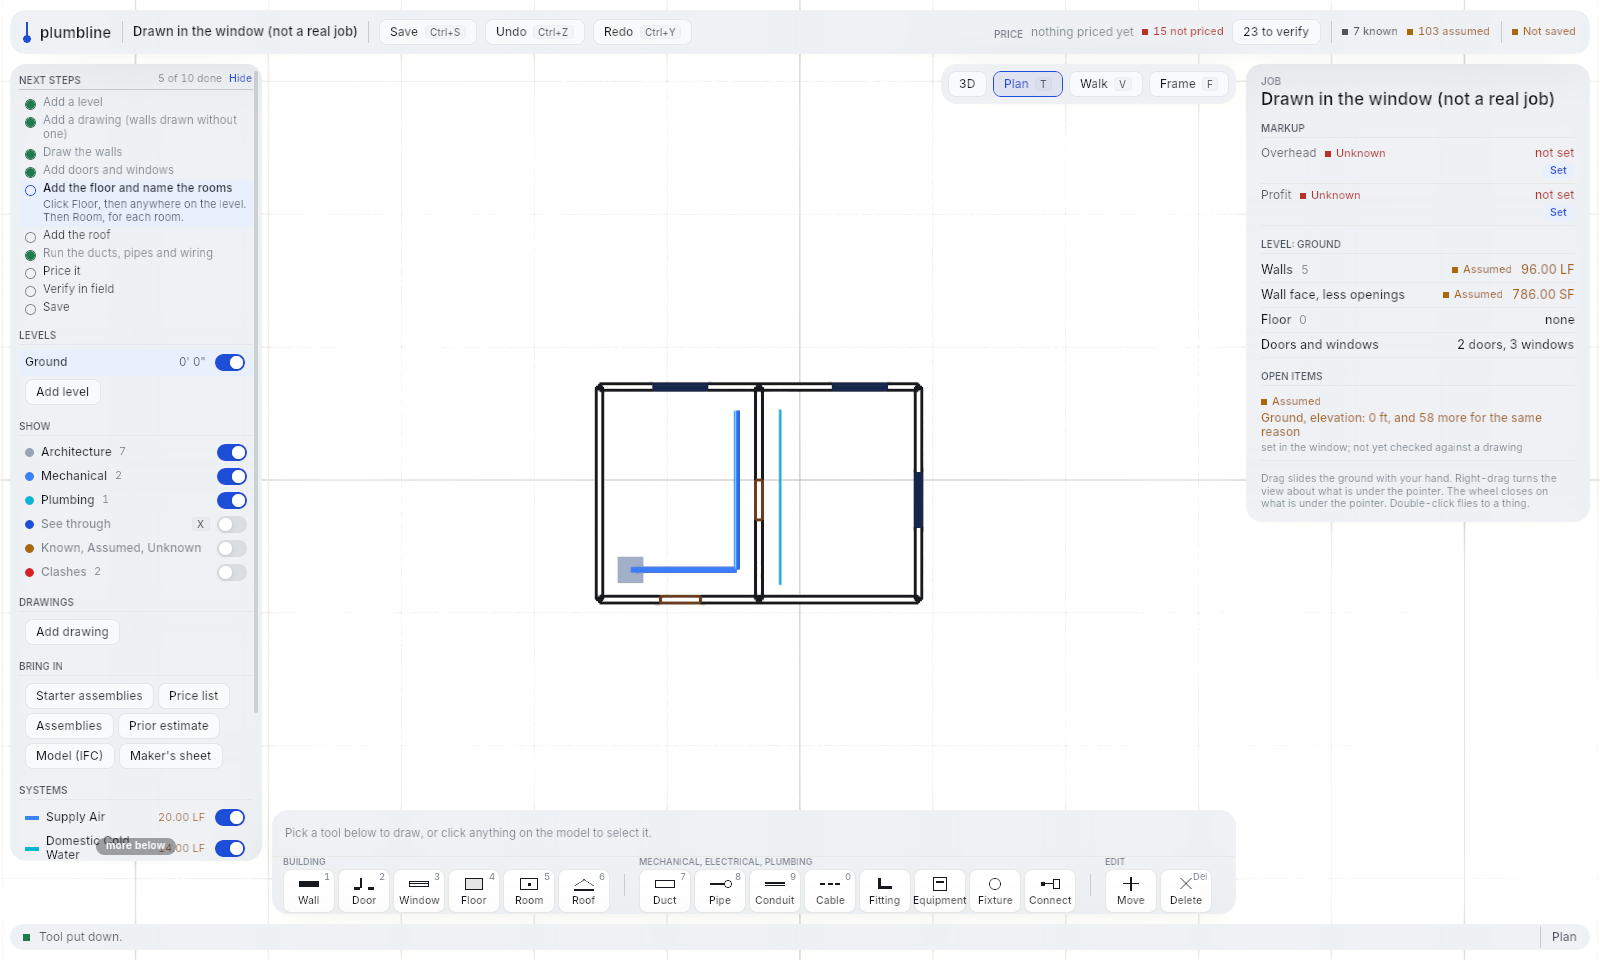 plumbline
Drawn in the window (not a real job)
Save Ctrl+S
Undo Ctrl+Z
Redo Ctrl+Y
PRICE nothing priced yet 15 not priced
23 to verify
7 known 103 assumed
Not saved
NEXT STEPS 5 of 10 done Hide
Add a level
Add a drawing (walls drawn without
one)
Draw the walls
Add doors and windows
Add the floor and name the rooms
Click Floor, then anywhere on the level.
Then Room, for each room.
Add the roof
Run the ducts, pipes and wiring
Price it
Verify in field
Save
LEVELS
Ground 0' 0"
Add level
SHOW
Architecture 7
Mechanical 2
Plumbing 1
See through X
Known, Assumed, Unknown
Clashes 2
DRAWINGS
Add drawing
BRING IN
Starter assemblies Price list
Assemblies Prior estimate
Model (IFC) Maker's sheet
SYSTEMS
Supply Air 20.00 LF
Domestic Cold
Water 14.00 LF
more below
3D
Plan T
Walk V
Frame F
JOB
Drawn in the window (not a real job)
MARKUP
Overhead Unknown not set
Set
Profit Unknown not set
Set
LEVEL: GROUND
Walls 5 Assumed 96.00 LF
Wall face, less openings Assumed 786.00 SF
Floor 0 none
Doors and windows 2 doors, 3 windows
OPEN ITEMS
Assumed
Ground, elevation: 0 ft, and 58 more for the same
reason
set in the window; not yet checked against a drawing
Drag slides the ground with your hand. Right-drag turns the
view about what is under the pointer. The wheel closes on
what is under the pointer. Double-click flies to a thing.
Pick a tool below to draw, or click anything on the model to select it.
BUILDING
Wall 1
Door 2
Window 3
Floor 4
Room 5
Roof 6
MECHANICAL, ELECTRICAL, PLUMBING
Duct 7
Pipe 8
Conduit 9
Cable 0
Fitting
Equipment
Fixture
Connect
EDIT
Move
Delete Del
Tool put down.
Plan